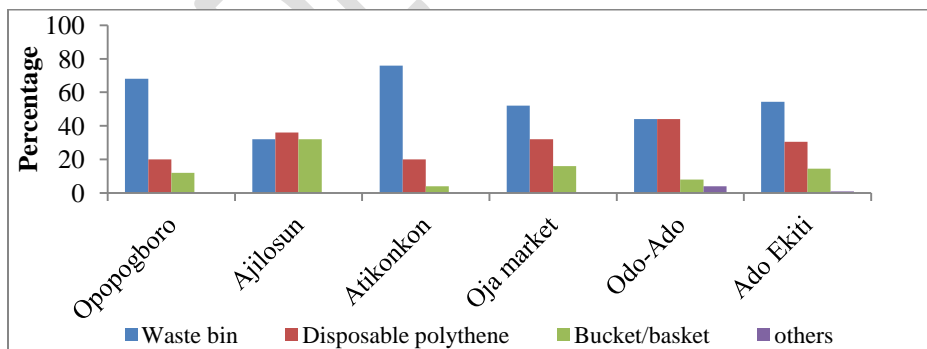 Percentage
100
80
60
40
20
0
Opopogboro
Ajilosun
Atikonkon
Oja market
Odo-Ado
Ado Ekiti
Waste bin Disposable polythene Bucket/basket others